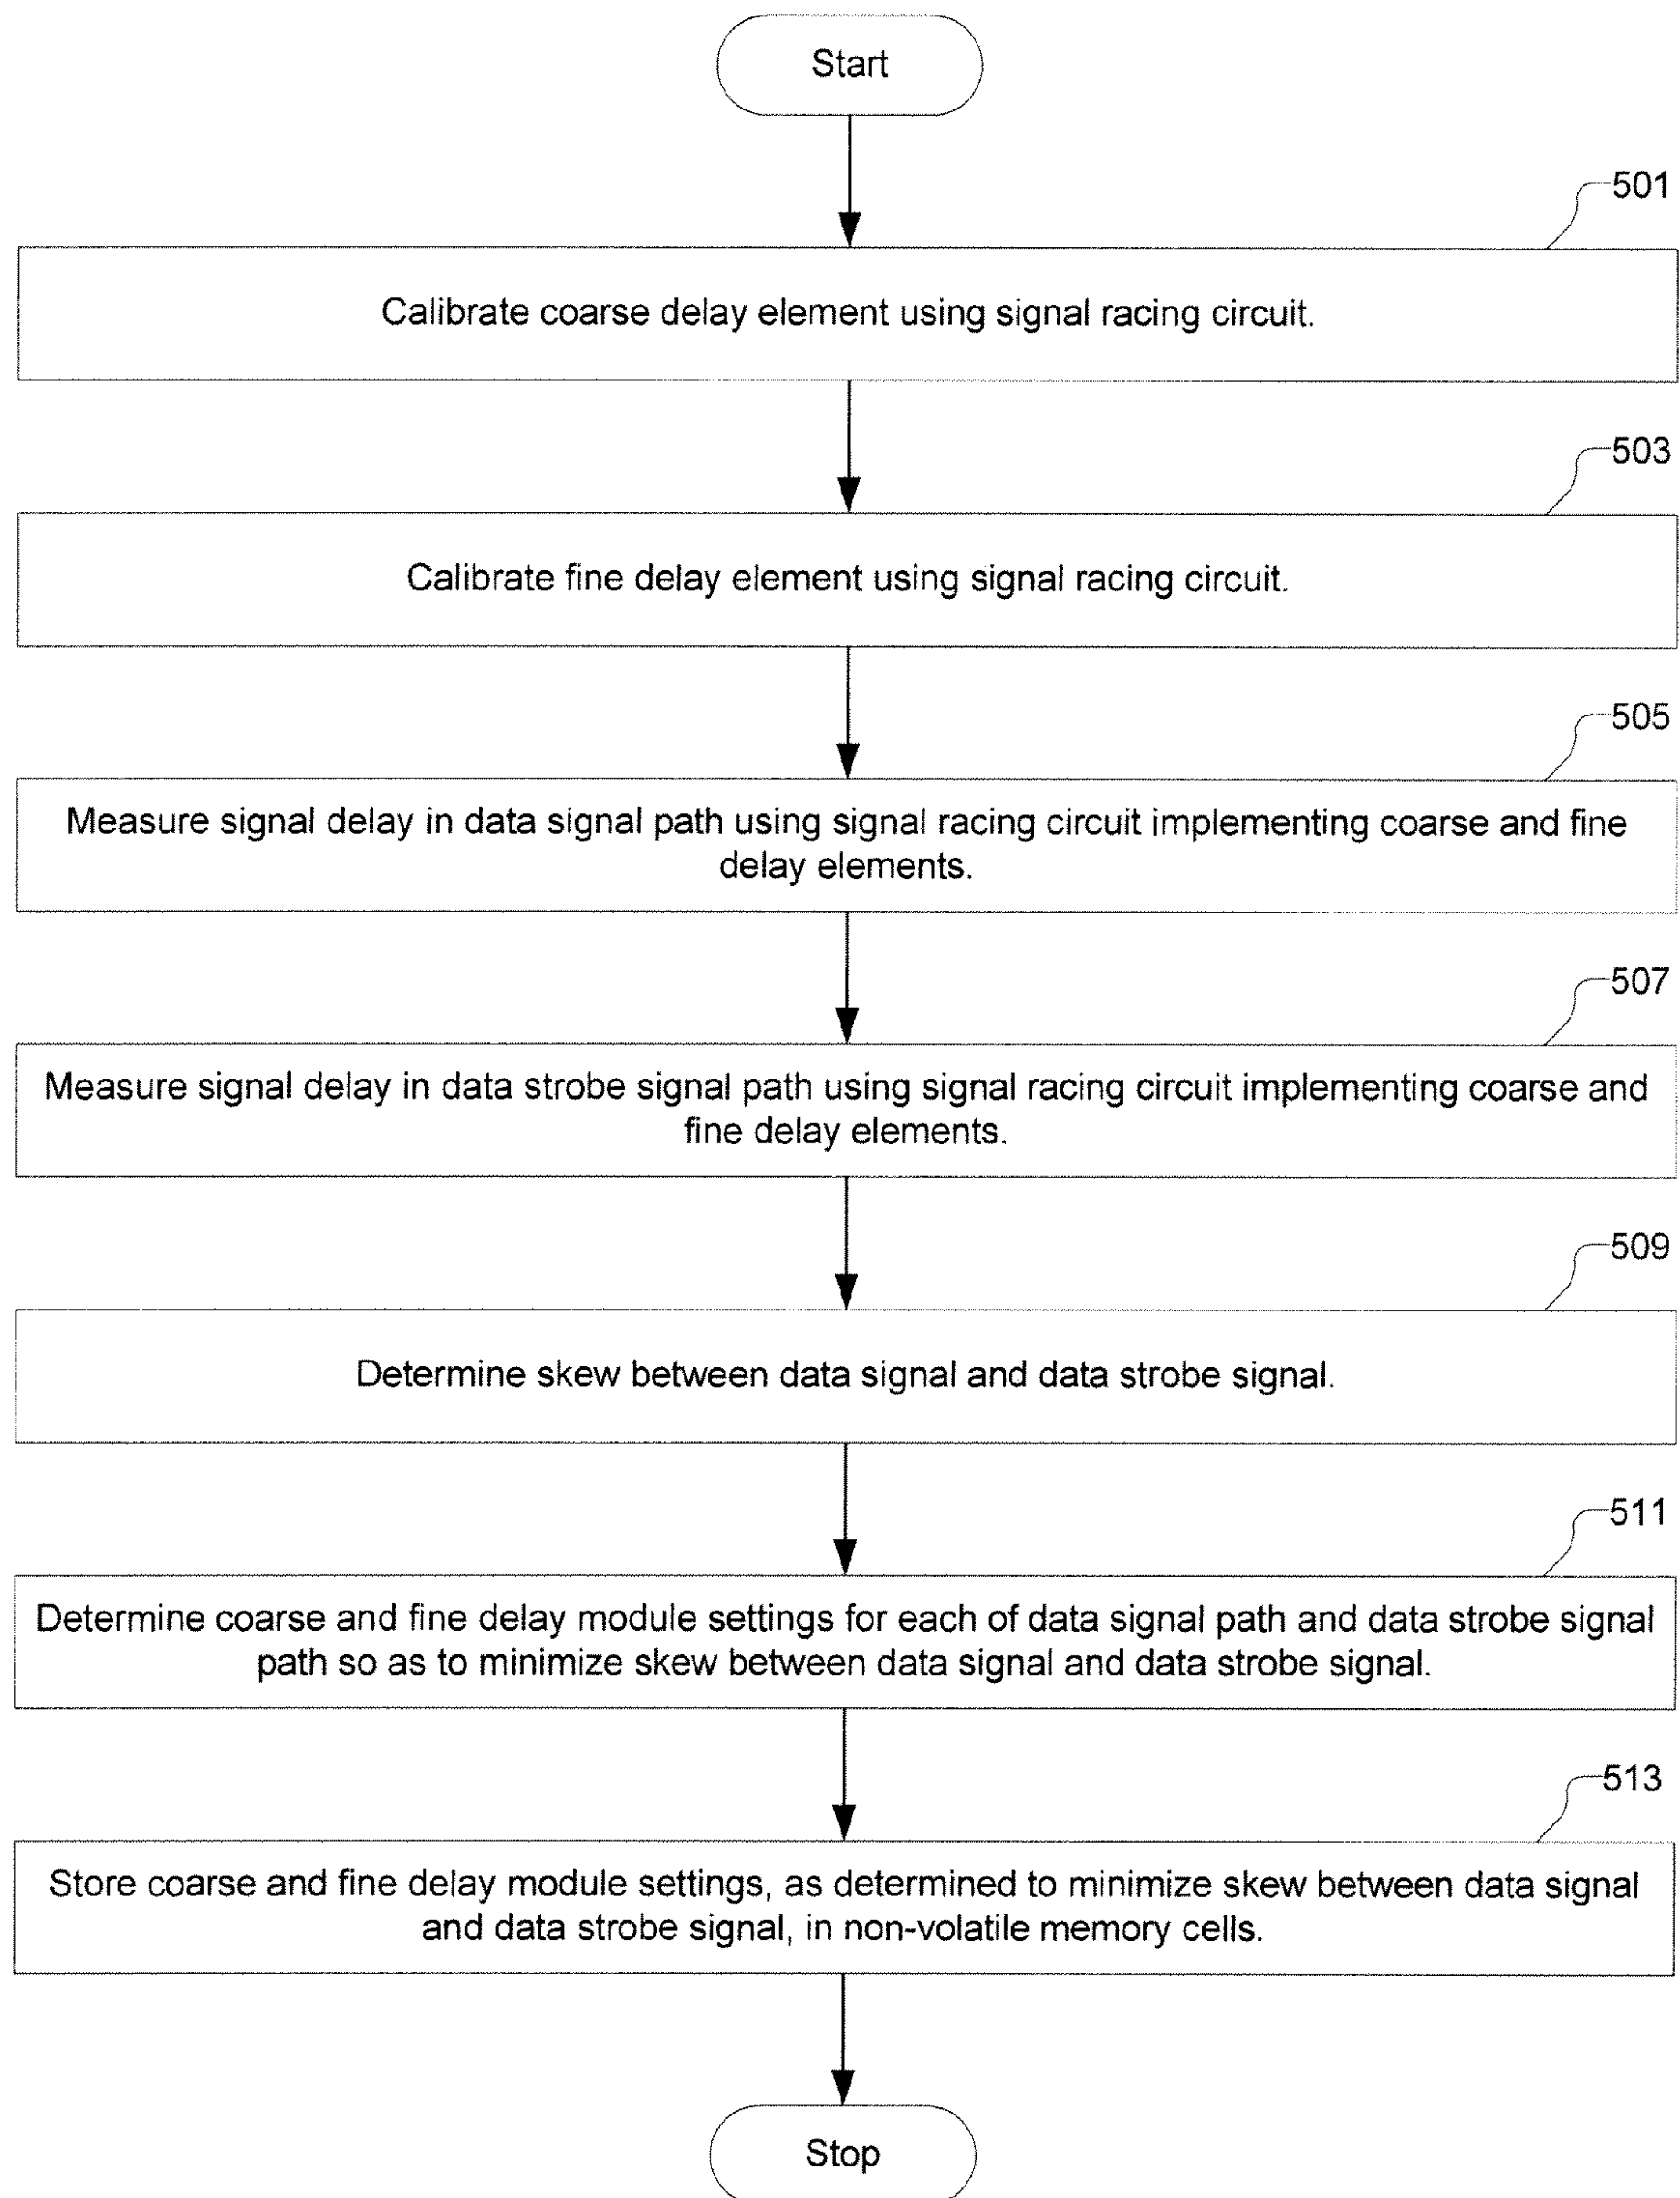 Start
501
Calibrate coarse delay element using signal racing circuit.
503
Calibrate fine delay element using signal racing circuit.
505
Measure signal delay in data signal path using signal racing circuit implementing coarse and fine
delay elements.
507
Measure signal delay in data strobe signal path using signal racing circuit implementing coarse and
fine delay elements.
509
Determine skew between data signal and data strobe signal.
511
Determine coarse and fine delay module settings for each of data signal path and data strobe signal
path so as to minimize skew between data signal and data strobe signal.
513
Store coarse and fine delay module settings, as determined to minimize skew between data signal
and data strobe signal, in non-volatile memory cells.
Stop